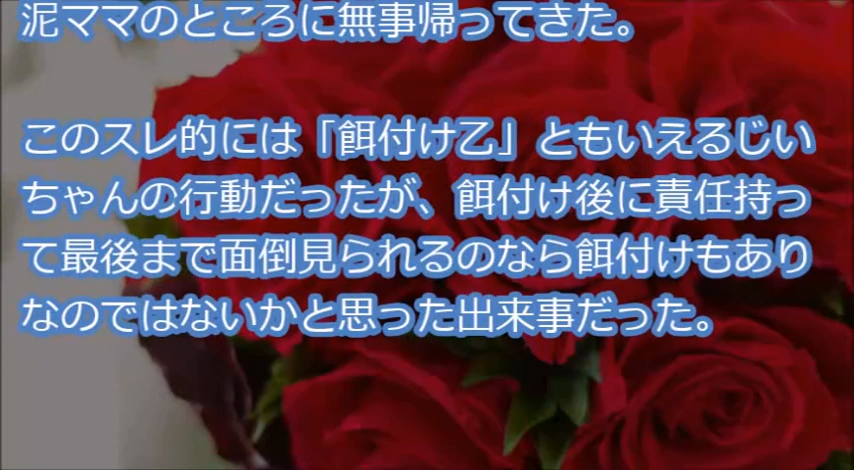 泥ママのところに無事帰ってきた。
このスレ的には「餌付け乙」ともいえるじい
ちゃんの行動だったが、餌付け後に責任持っ
て最後まで面倒見られるのなら餌付けもあり
なのではないかと思った出来事だった。